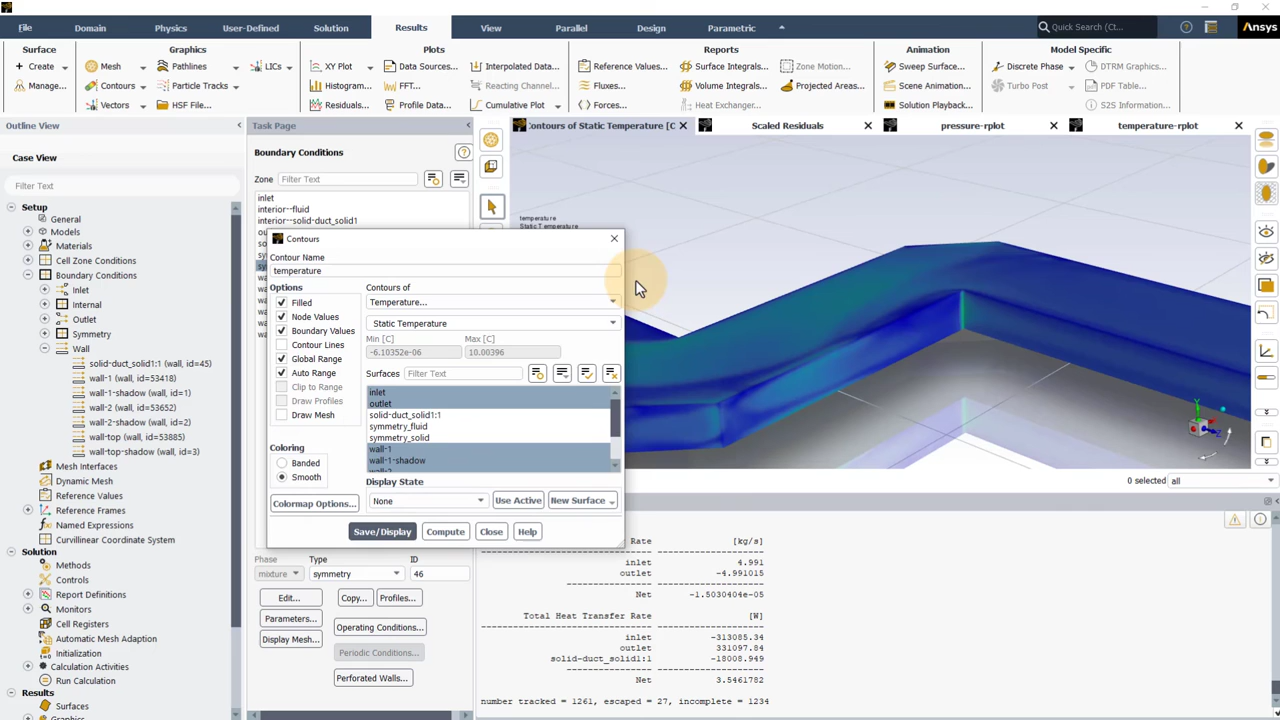 File Domain Physics User-Defined Solution Results View Parallel Design Parametric Quick Search (Ct... Ansys
Surface Graphics Plots Reports Animation Model Specific
Create Mesh Pathlines LICs XY Plot Data Sources... Interpolated Data... Reference Values... Surface Integrals... Zone Motion... Sweep Surface... Discrete Phase DTRM Graphics...
Manage... Contours Particle Tracks Histogram... FFT... Reacting Channel... Fluxes... Volume Integrals... Projected Areas... Scene Animation... Turbo Post PDF Table...
Vectors HSF File... Residuals... Profile Data... Cumulative Plot Forces... Heat Exchanger... Solution Playback... S2S Information...
Outline View
Case View
Filter Text
Setup
General
Models
Materials
Cell Zone Conditions
Boundary Conditions
Inlet
Internal
Outlet
Symmetry
Wall
solid-duct_solid1:1 (wall, id=45)
wall-1 (wall, id=53418)
wall-1-shadow (wall, id=1)
wall-2 (wall, id=53652)
wall-2-shadow (wall, id=2)
wall-top (wall, id=53885)
wall-top-shadow (wall, id=3)
Mesh Interfaces
Dynamic Mesh
Reference Values
Reference Frames
Named Expressions
Curvillinear Coordinate System
Solution
Methods
Controls
Report Definitions
Monitors
Cell Registers
Automatic Mesh Adaption
Initialization
Calculation Activities
Run Calculation
Results
Surfaces
Graphics
Task Page
Boundary Conditions
Zone Filter Text
inlet
interior--fluid
interior--solid-duct_solid1
Contours
Contour Name
temperature
Options
Filled
Node Values
Boundary Values
Contour Lines
Global Range
Auto Range
Clip to Range
Draw Profiles
Draw Mesh
Coloring
Banded
Smooth
Colormap Options...
Contours of
Temperature...
Static Temperature
Min [C] Max [C]
-6.10352e-06 10.00396
Surfaces Filter Text
inlet
outlet
solid-duct_solid1:1
symmetry_fluid
symmetry_solid
wall-1
wall-1-shadow
wall-2
Display State
None Use Active New Surface
Save/Display Compute Close Help
Phase Type ID
mixture symmetry 46
Edit... Copy... Profiles...
Parameters... Operating Conditions...
Display Mesh... Periodic Conditions...
Perforated Walls...
Contours of Static Temperature [C Scaled Residuals pressure-rplot temperature-rplot
temperature
Static Temperature
Y
Z
0 selected all
Rate [kg/s]
inlet 4.991
outlet -4.991015
Net -1.5030404e-05
Total Heat Transfer Rate [W]
inlet -313085.34
outlet 331097.84
solid-duct_solid1:1 -18008.949
Net 3.5461782
number tracked = 1261, escaped = 27, incomplete = 1234